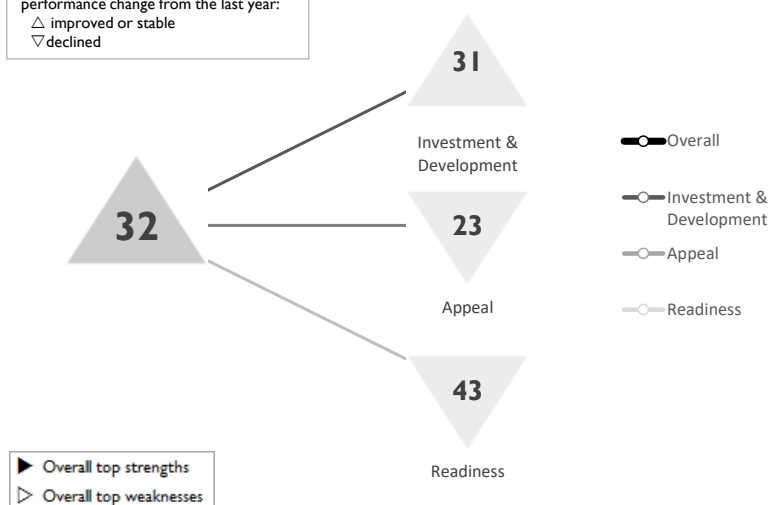 performance change from the last year:
△ improved or stable
▽ declined
31
Investment &
Development
32
23
Appeal
43
Readiness
Overall
Investment &
Development
Appeal
Readiness
▶ Overall top strengths
▷ Overall top weaknesses